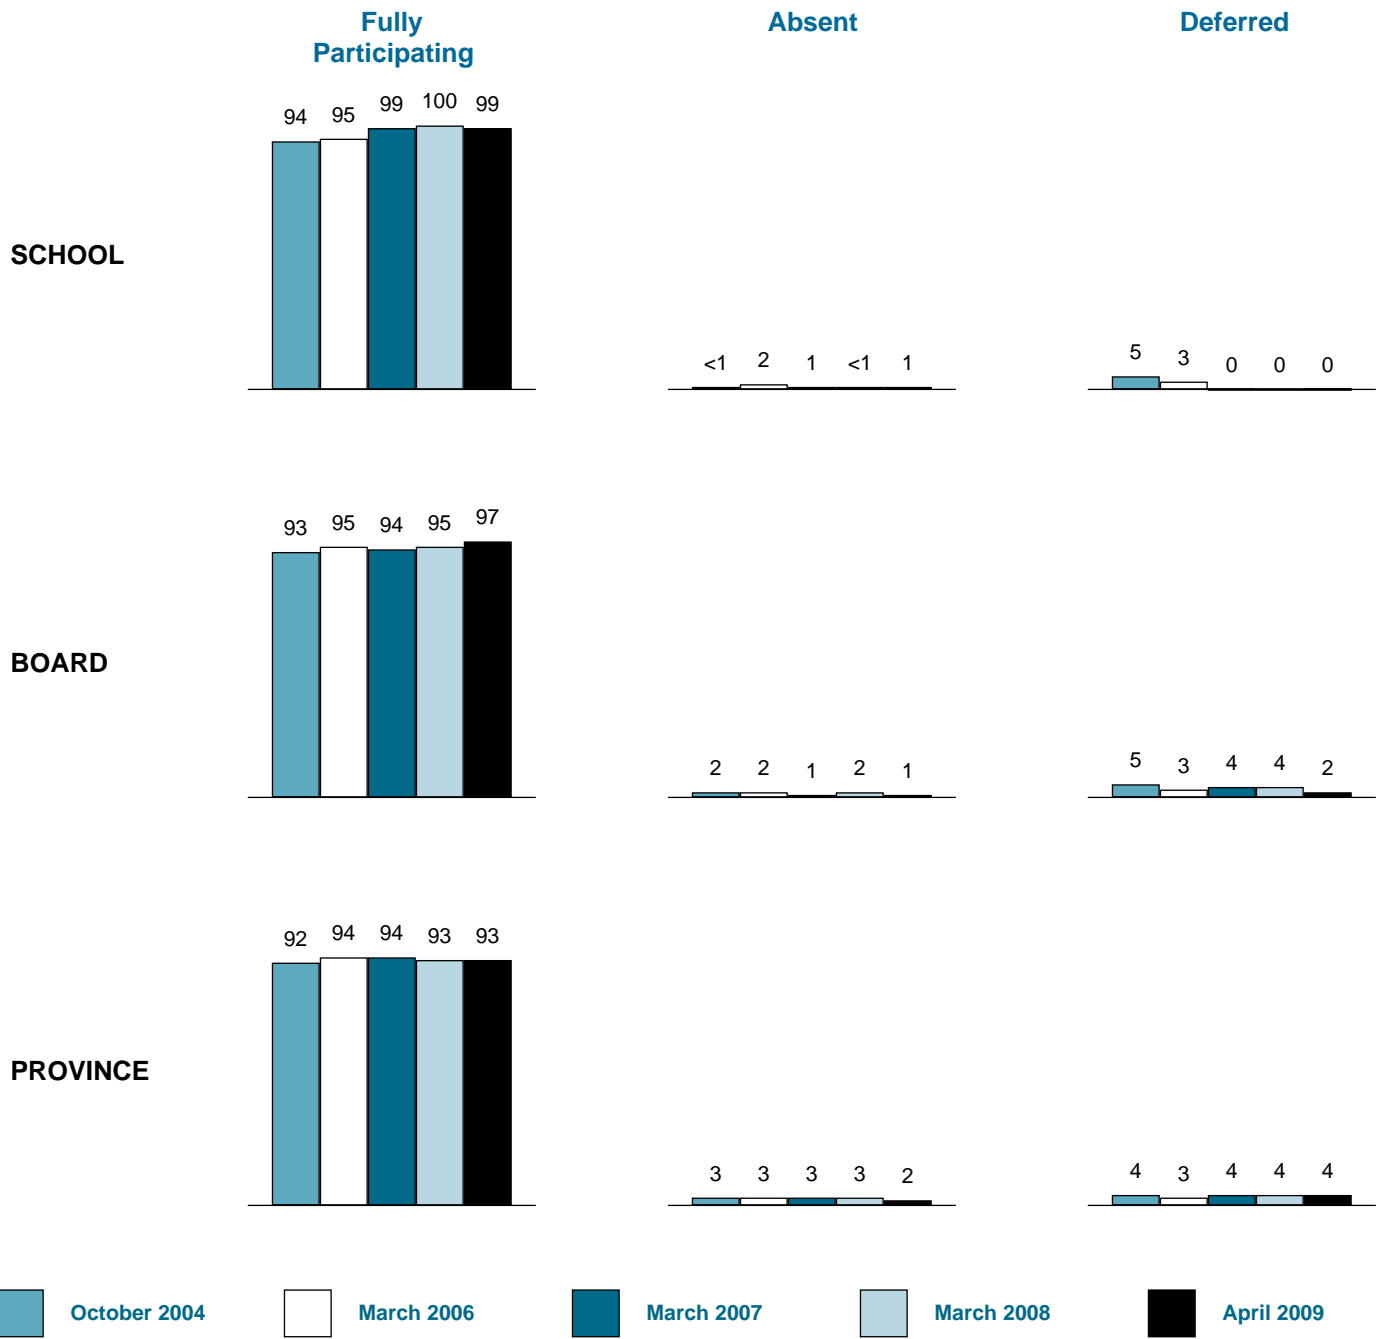 Fully
Participating
Absent
Deferred
94 95 99 100 99
SCHOOL
<1 2 1 <1 1
5 3 0 0 0
93 95 94 95 97
BOARD
2 2 1 2 1
5 3 4 4 2
92 94 94 93 93
PROVINCE
3 3 3 3 2
4 3 4 4 4
October 2004
March 2006
March 2007
March 2008
April 2009